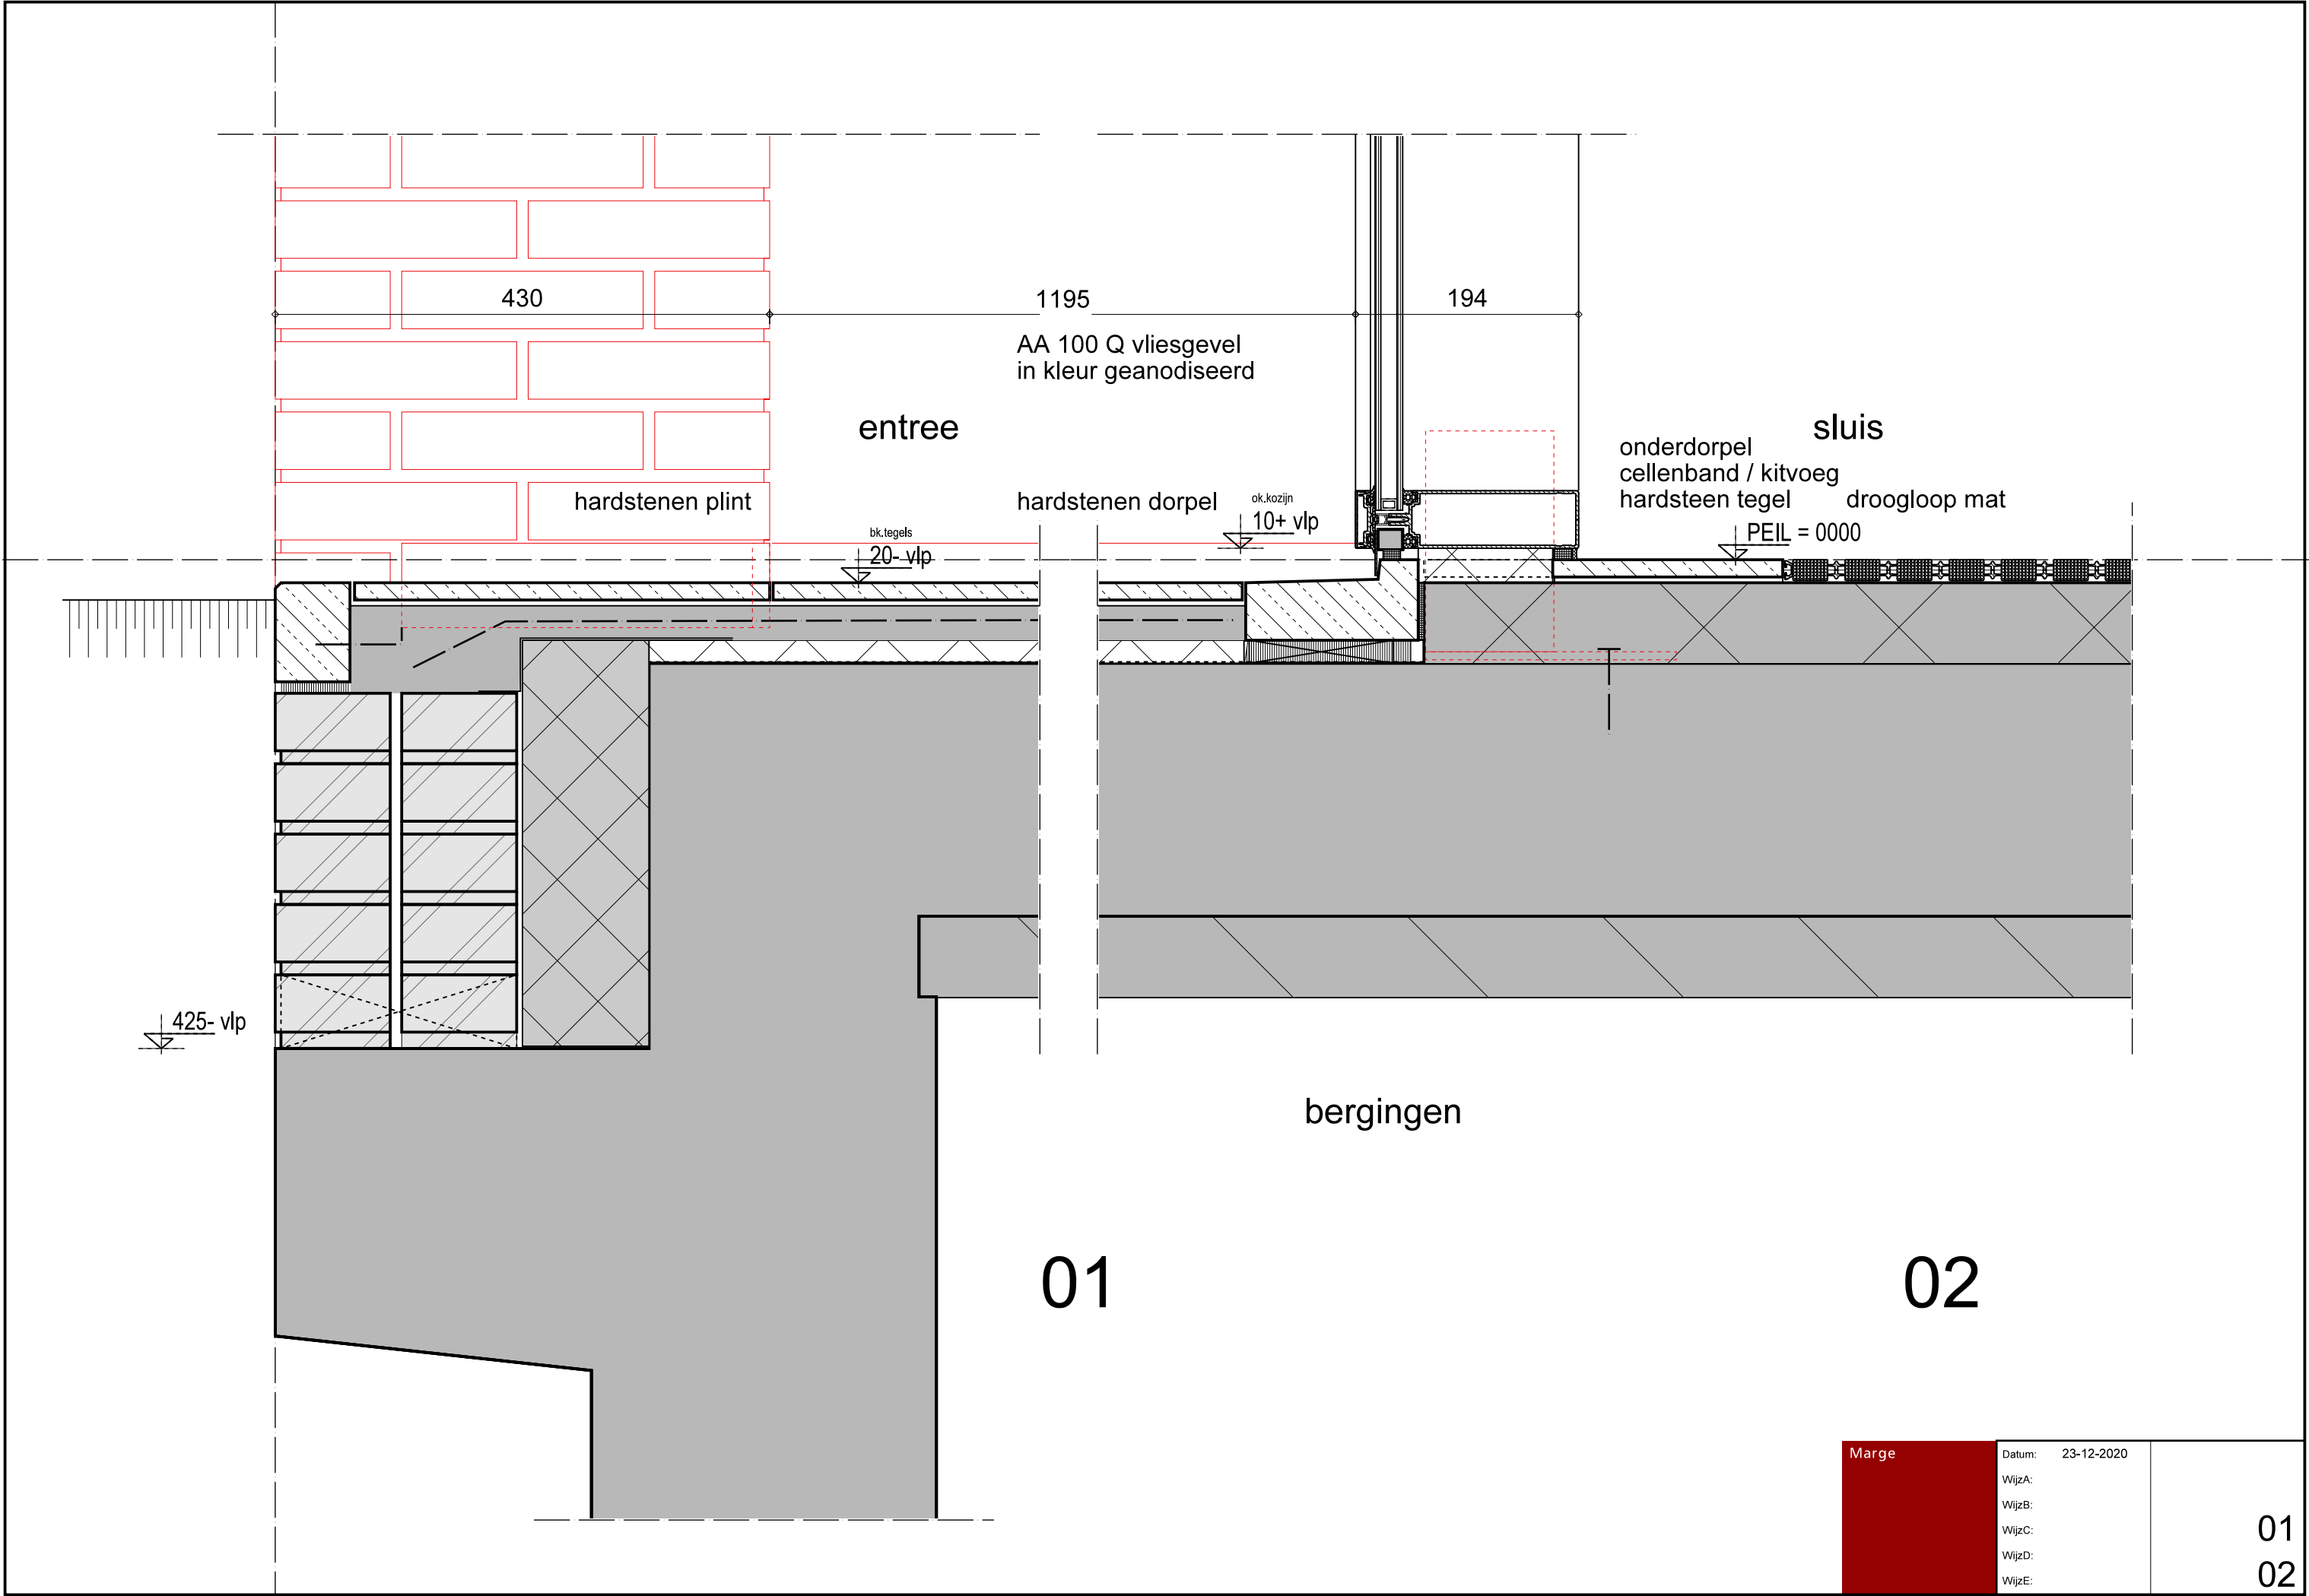 430
1195
194
AA 100 Q vliesgevel
in kleur geanodiseerd
entree
sluis
onderdorpel
cellenband / kitvoeg
hardsteen tegel
droogloop mat
hardstenen plint
hardstenen dorpel
ok.kozijn
10+ vlp
bk.tegels
20- vlp
PEIL = 0000
425- vlp
bergingen
01
02
Marge
Datum: 23-12-2020
WijzA:
WijzB:
WijzC:
WijzD:
WijzE:
01
02